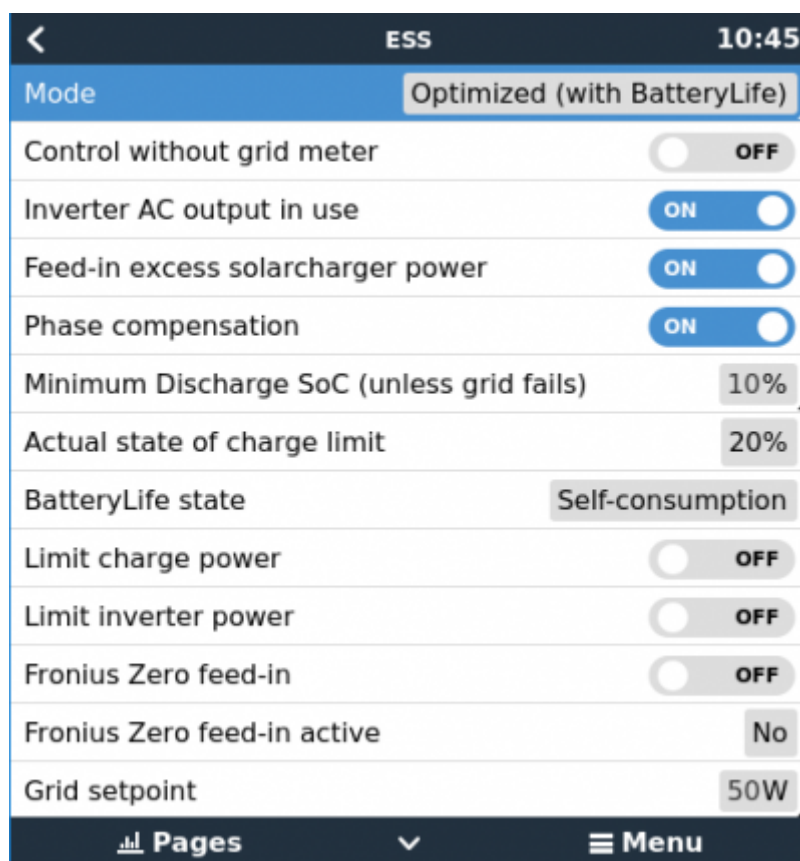 ESS 10:45
Mode Optimized (with BatteryLife)
Control without grid meter OFF
Inverter AC output in use ON
Feed-in excess solarcharger power ON
Phase compensation ON
Minimum Discharge SoC (unless grid fails) 10%
Actual state of charge limit 20%
BatteryLife state Self-consumption
Limit charge power OFF
Limit inverter power OFF
Fronius Zero feed-in OFF
Fronius Zero feed-in active No
Grid setpoint 50W
Pages Menu